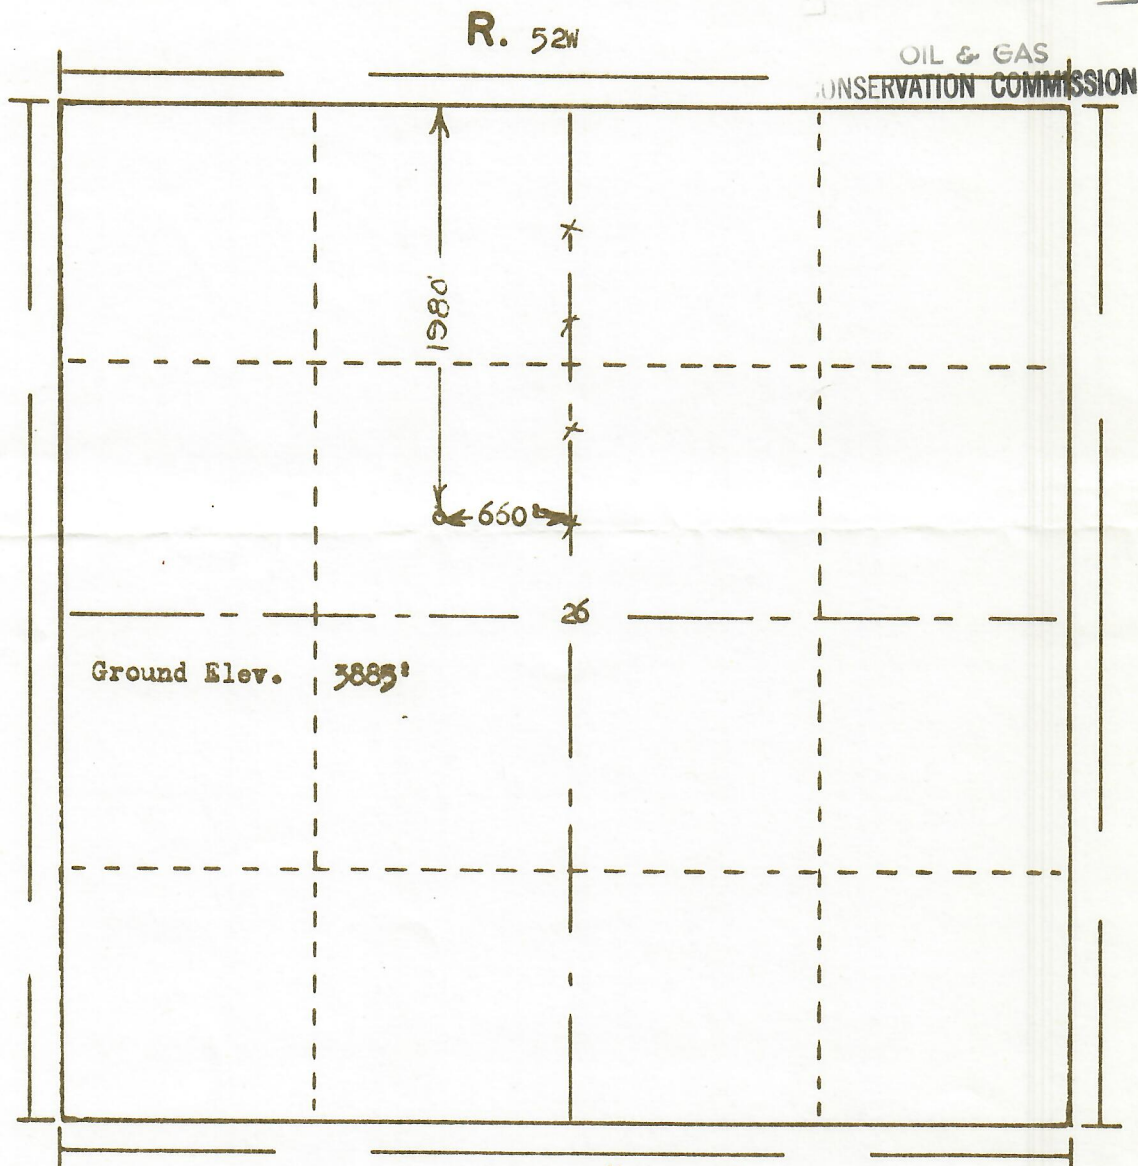 R. 52W
OIL & GAS
CONSERVATION COMMISSION
1980'
660'
26
Ground Elev. 3885'